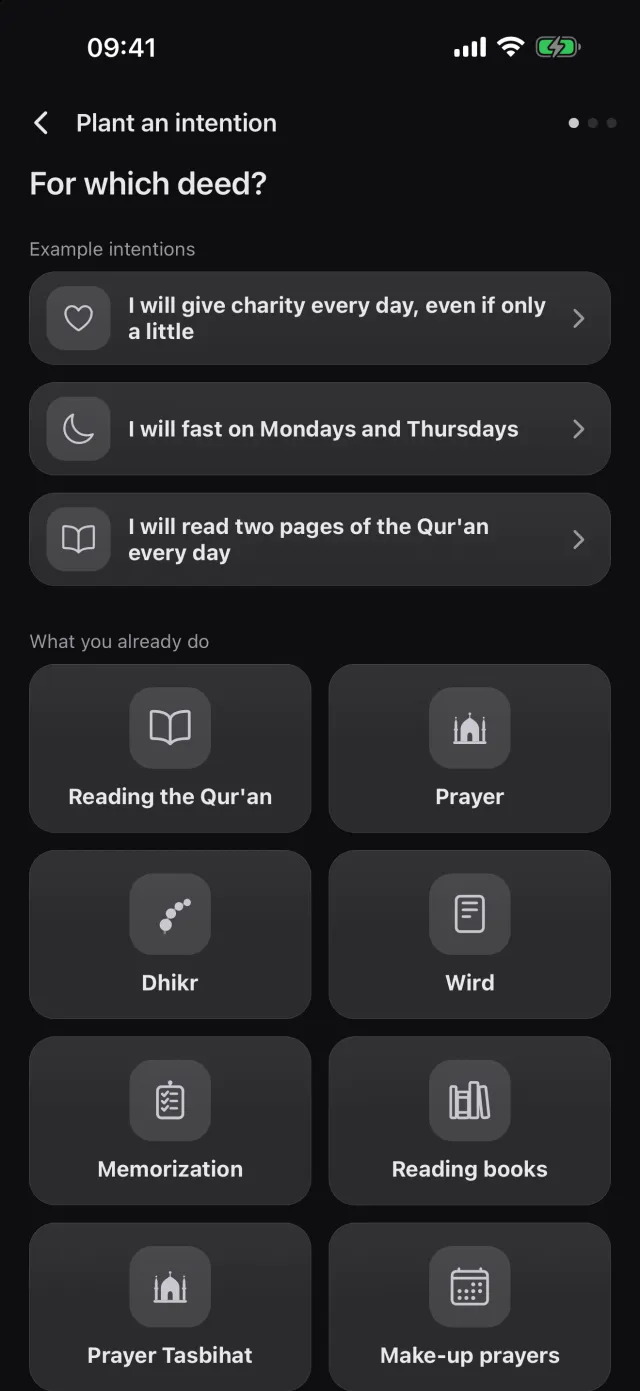 09:41
Plant an intention
For which deed?
Example intentions
I will give charity every day, even if only
a little
I will fast on Mondays and Thursdays
I will read two pages of the Qur'an
every day
What you already do
Reading the Qur'an
Prayer
Dhikr
Wird
Memorization
Reading books
Prayer Tasbihat
Make-up prayers